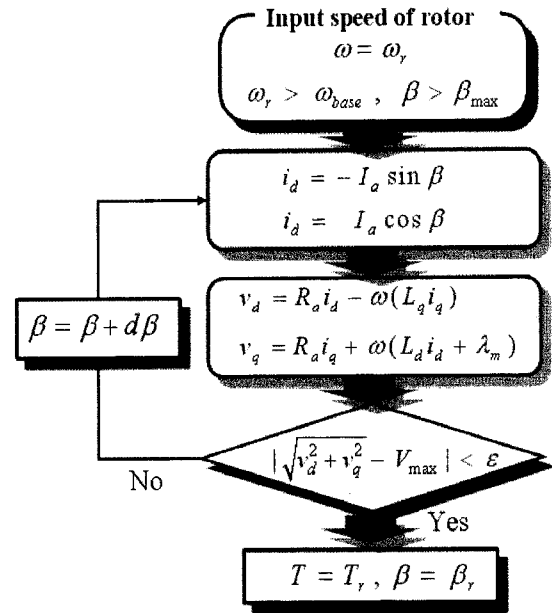 Input speed of rotor
ω = ω_r
ω_r > ω_base , β > β_max
i_d = − I_a sin β
i_d = I_a cos β
v_d = R_a i_d − ω(L_q i_q)
v_q = R_a i_q + ω(L_d i_d + λ_m)
β = β + dβ
| √(v_d^2 + v_q^2) − V_max | < ε
No
Yes
T = T_r , β = β_r